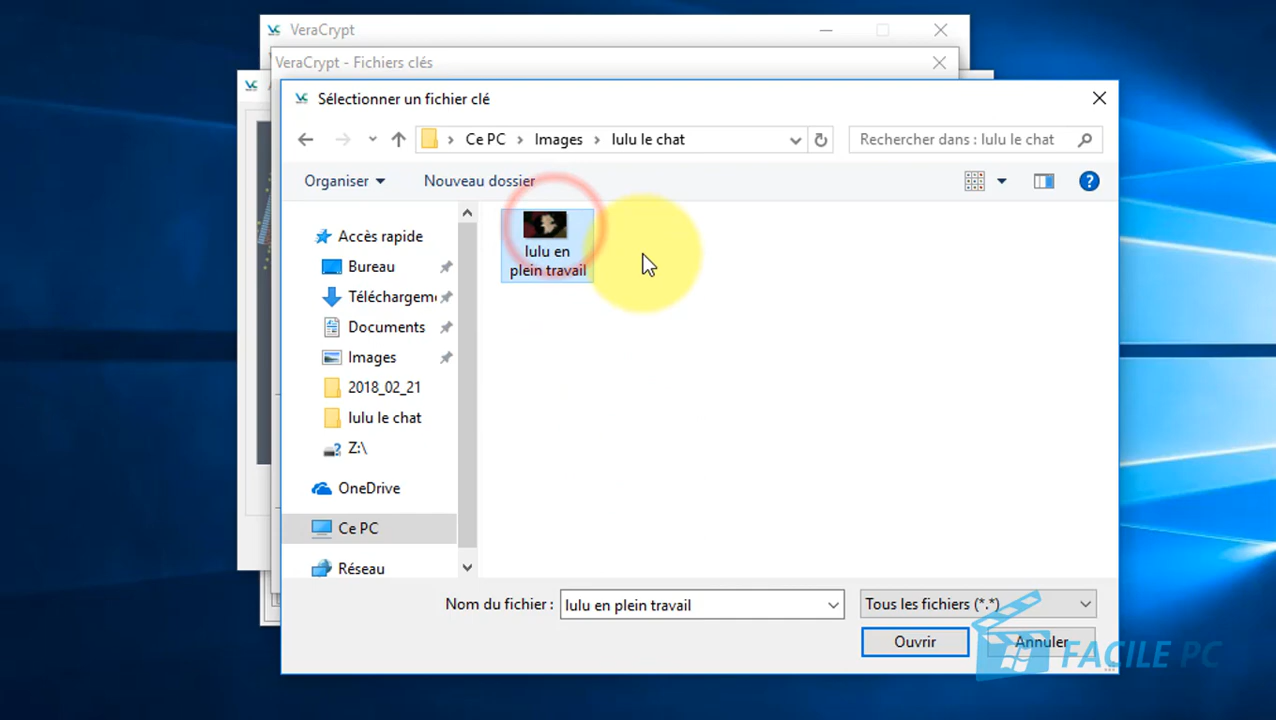 VeraCrypt
VeraCrypt - Fichiers clés
Sélectionner un fichier clé
Ce PC > Images > lulu le chat
Rechercher dans : lulu le chat
Organiser
Nouveau dossier
Accès rapide
Bureau
Téléchargem
Documents
Images
2018_02_21
lulu le chat
Z:\
OneDrive
Ce PC
Réseau
lulu en
plein travail
Nom du fichier :
lulu en plein travail
Tous les fichiers (*.*)
Ouvrir
Annuler
FACILE PC